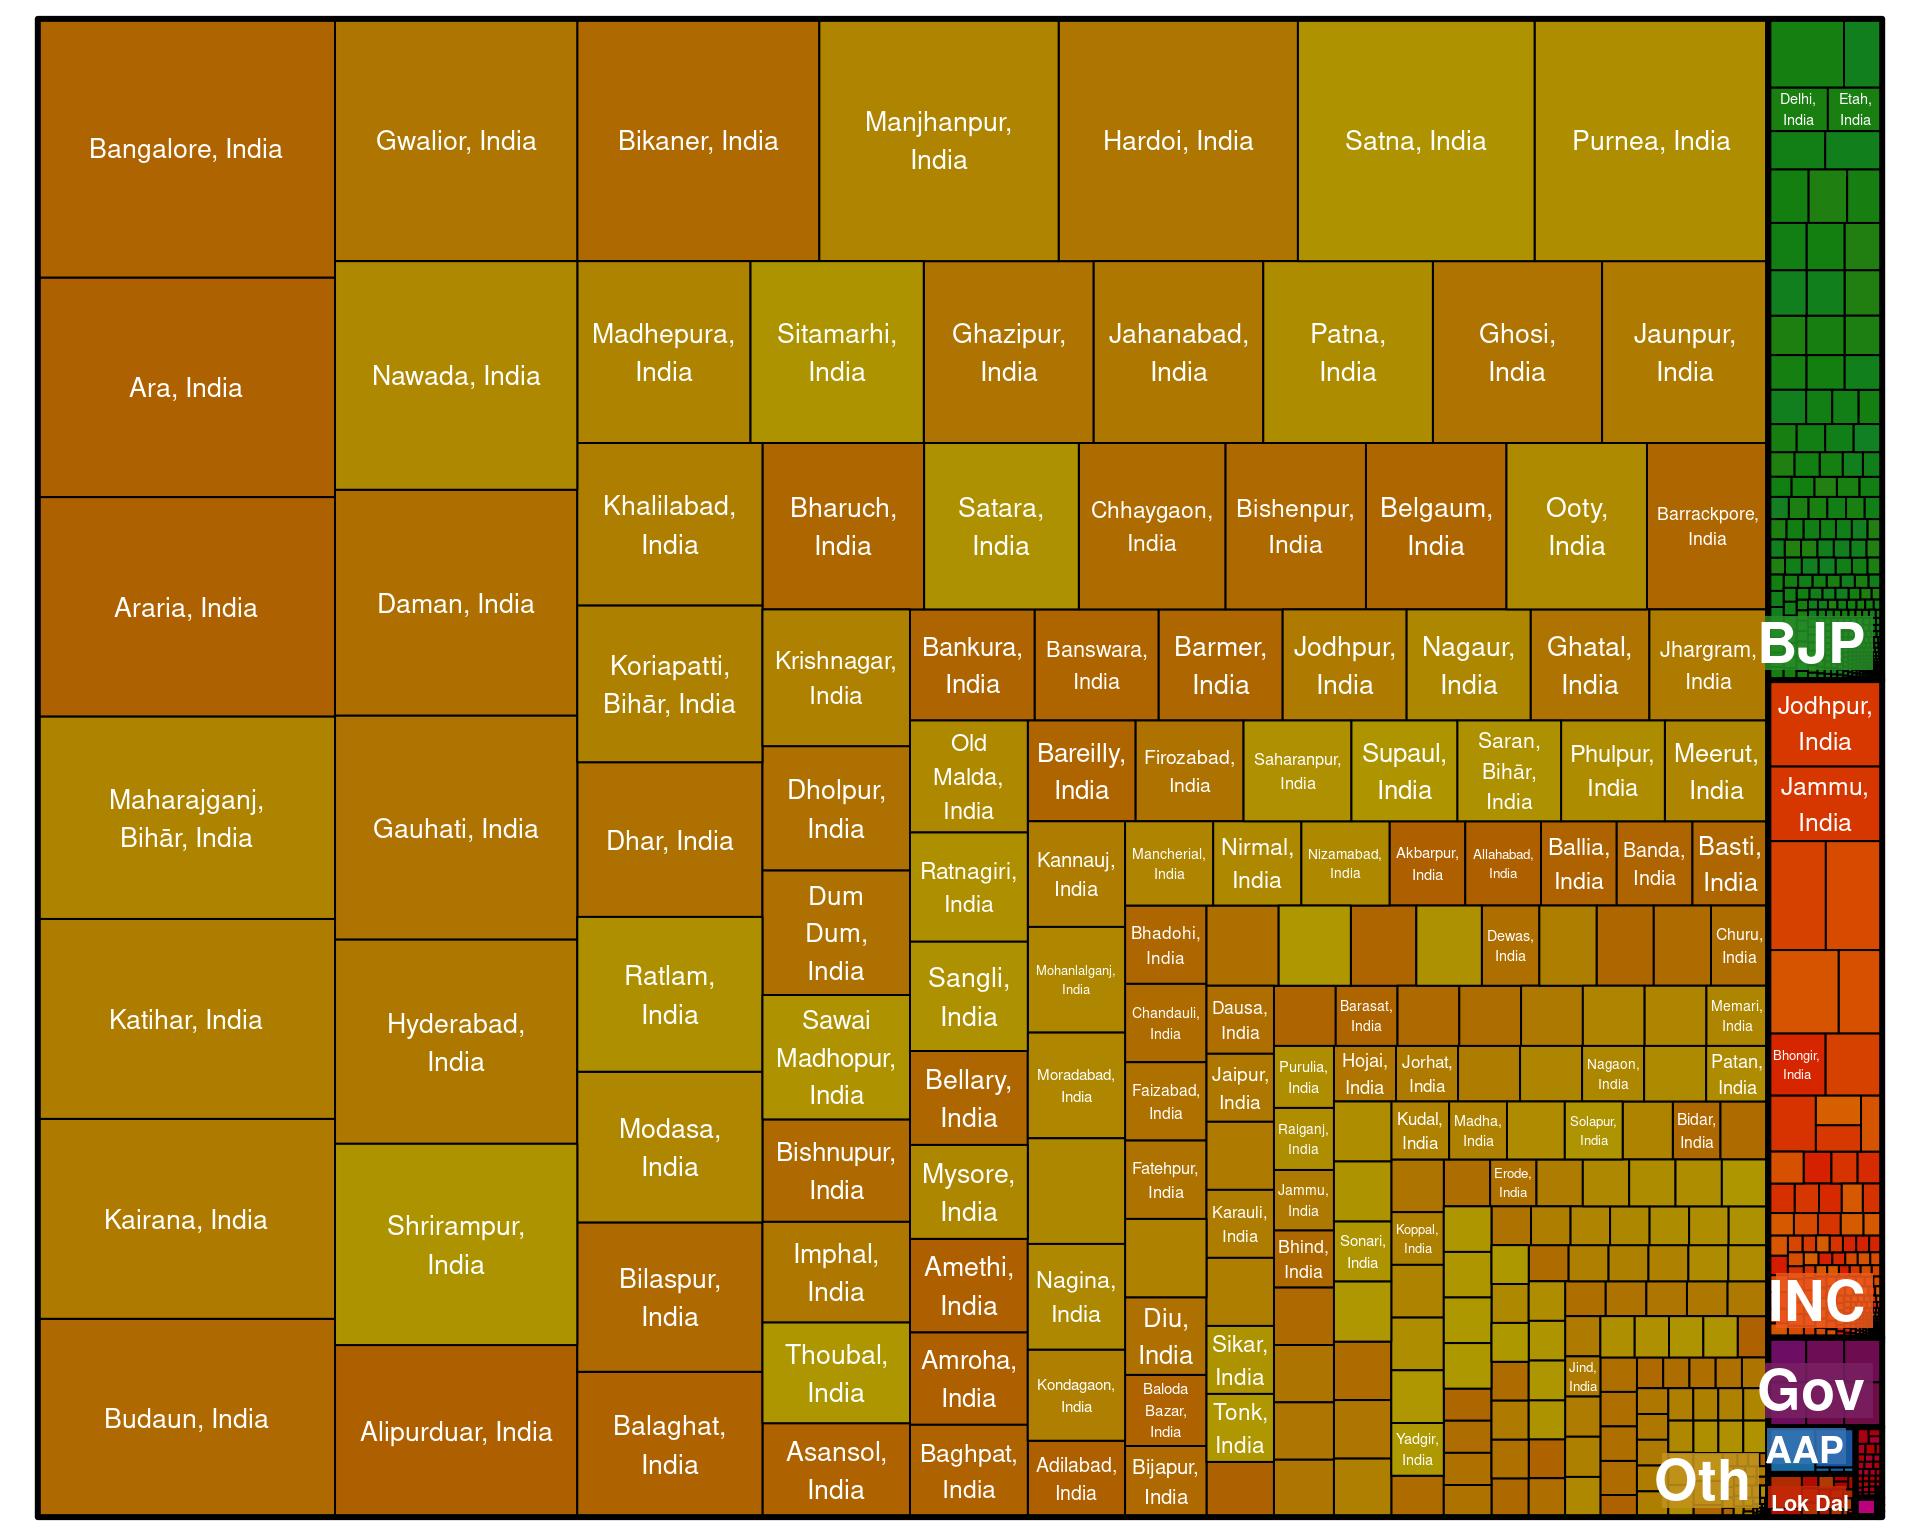 Bangalore, India
Gwalior, India
Bikaner, India
Manjhanpur,
India
Hardoi, India
Satna, India
Purnea, India
Delhi,
India
Etah,
India
Ara, India
Nawada, India
Madhepura,
India
Sitamarhi,
India
Ghazipur,
India
Jahanabad,
India
Patna,
India
Ghosi,
India
Jaunpur,
India
Araria, India
Daman, India
Khalilabad,
India
Bharuch,
India
Satara,
India
Chhaygaon,
India
Bishenpur,
India
Belgaum,
India
Ooty,
India
Barrackpore,
India
Koriapatti,
Bihār, India
Krishnagar,
India
Bankura,
India
Banswara,
India
Barmer,
India
Jodhpur,
India
Nagaur,
India
Ghatal,
India
Jhargram,
India
BJP
Maharajganj,
Bihār, India
Gauhati, India
Dhar, India
Dholpur,
India
Old
Malda,
India
Bareilly,
India
Firozabad,
India
Saharanpur,
India
Supaul,
India
Saran,
Bihār,
India
Phulpur,
India
Meerut,
India
Jodhpur,
India
Jammu,
India
Dum
Dum,
India
Ratnagiri,
India
Kannauj,
India
Mancherial,
India
Nirmal,
India
Nizamabad,
India
Akbarpur,
India
Allahabad,
India
Ballia,
India
Banda,
India
Basti,
India
Katihar, India
Hyderabad,
India
Ratlam,
India
Sawai
Madhopur,
India
Sangli,
India
Mohanlalganj,
India
Bhadohi,
India
Dewas,
India
Churu,
India
Chandauli,
India
Dausa,
India
Barasat,
India
Memari,
India
Bhongir,
India
Kairana, India
Shrirampur,
India
Modasa,
India
Bishnupur,
India
Bellary,
India
Moradabad,
India
Faizabad,
India
Jaipur,
India
Purulia,
India
Hojai,
India
Jorhat,
India
Nagaon,
India
Patan,
India
Mysore,
India
Fatehpur,
India
Karauli,
India
Raiganj,
India
Jammu,
India
Kudal,
India
Madha,
India
Solapur,
India
Bidar,
India
Erode,
India
Bilaspur,
India
Imphal,
India
Amethi,
India
Nagina,
India
Diu,
India
Bhind,
India
Sonari,
India
Koppal,
India
INC
Budaun, India
Alipurduar, India
Balaghat,
India
Thoubal,
India
Amroha,
India
Kondagaon,
India
Baloda
Bazar,
India
Sikar,
India
Tonk,
India
Yadgir,
India
Jind,
India
Gov
Asansol,
India
Baghpat,
India
Adilabad,
India
Bijapur,
India
Oth
AAP
Lok Dal